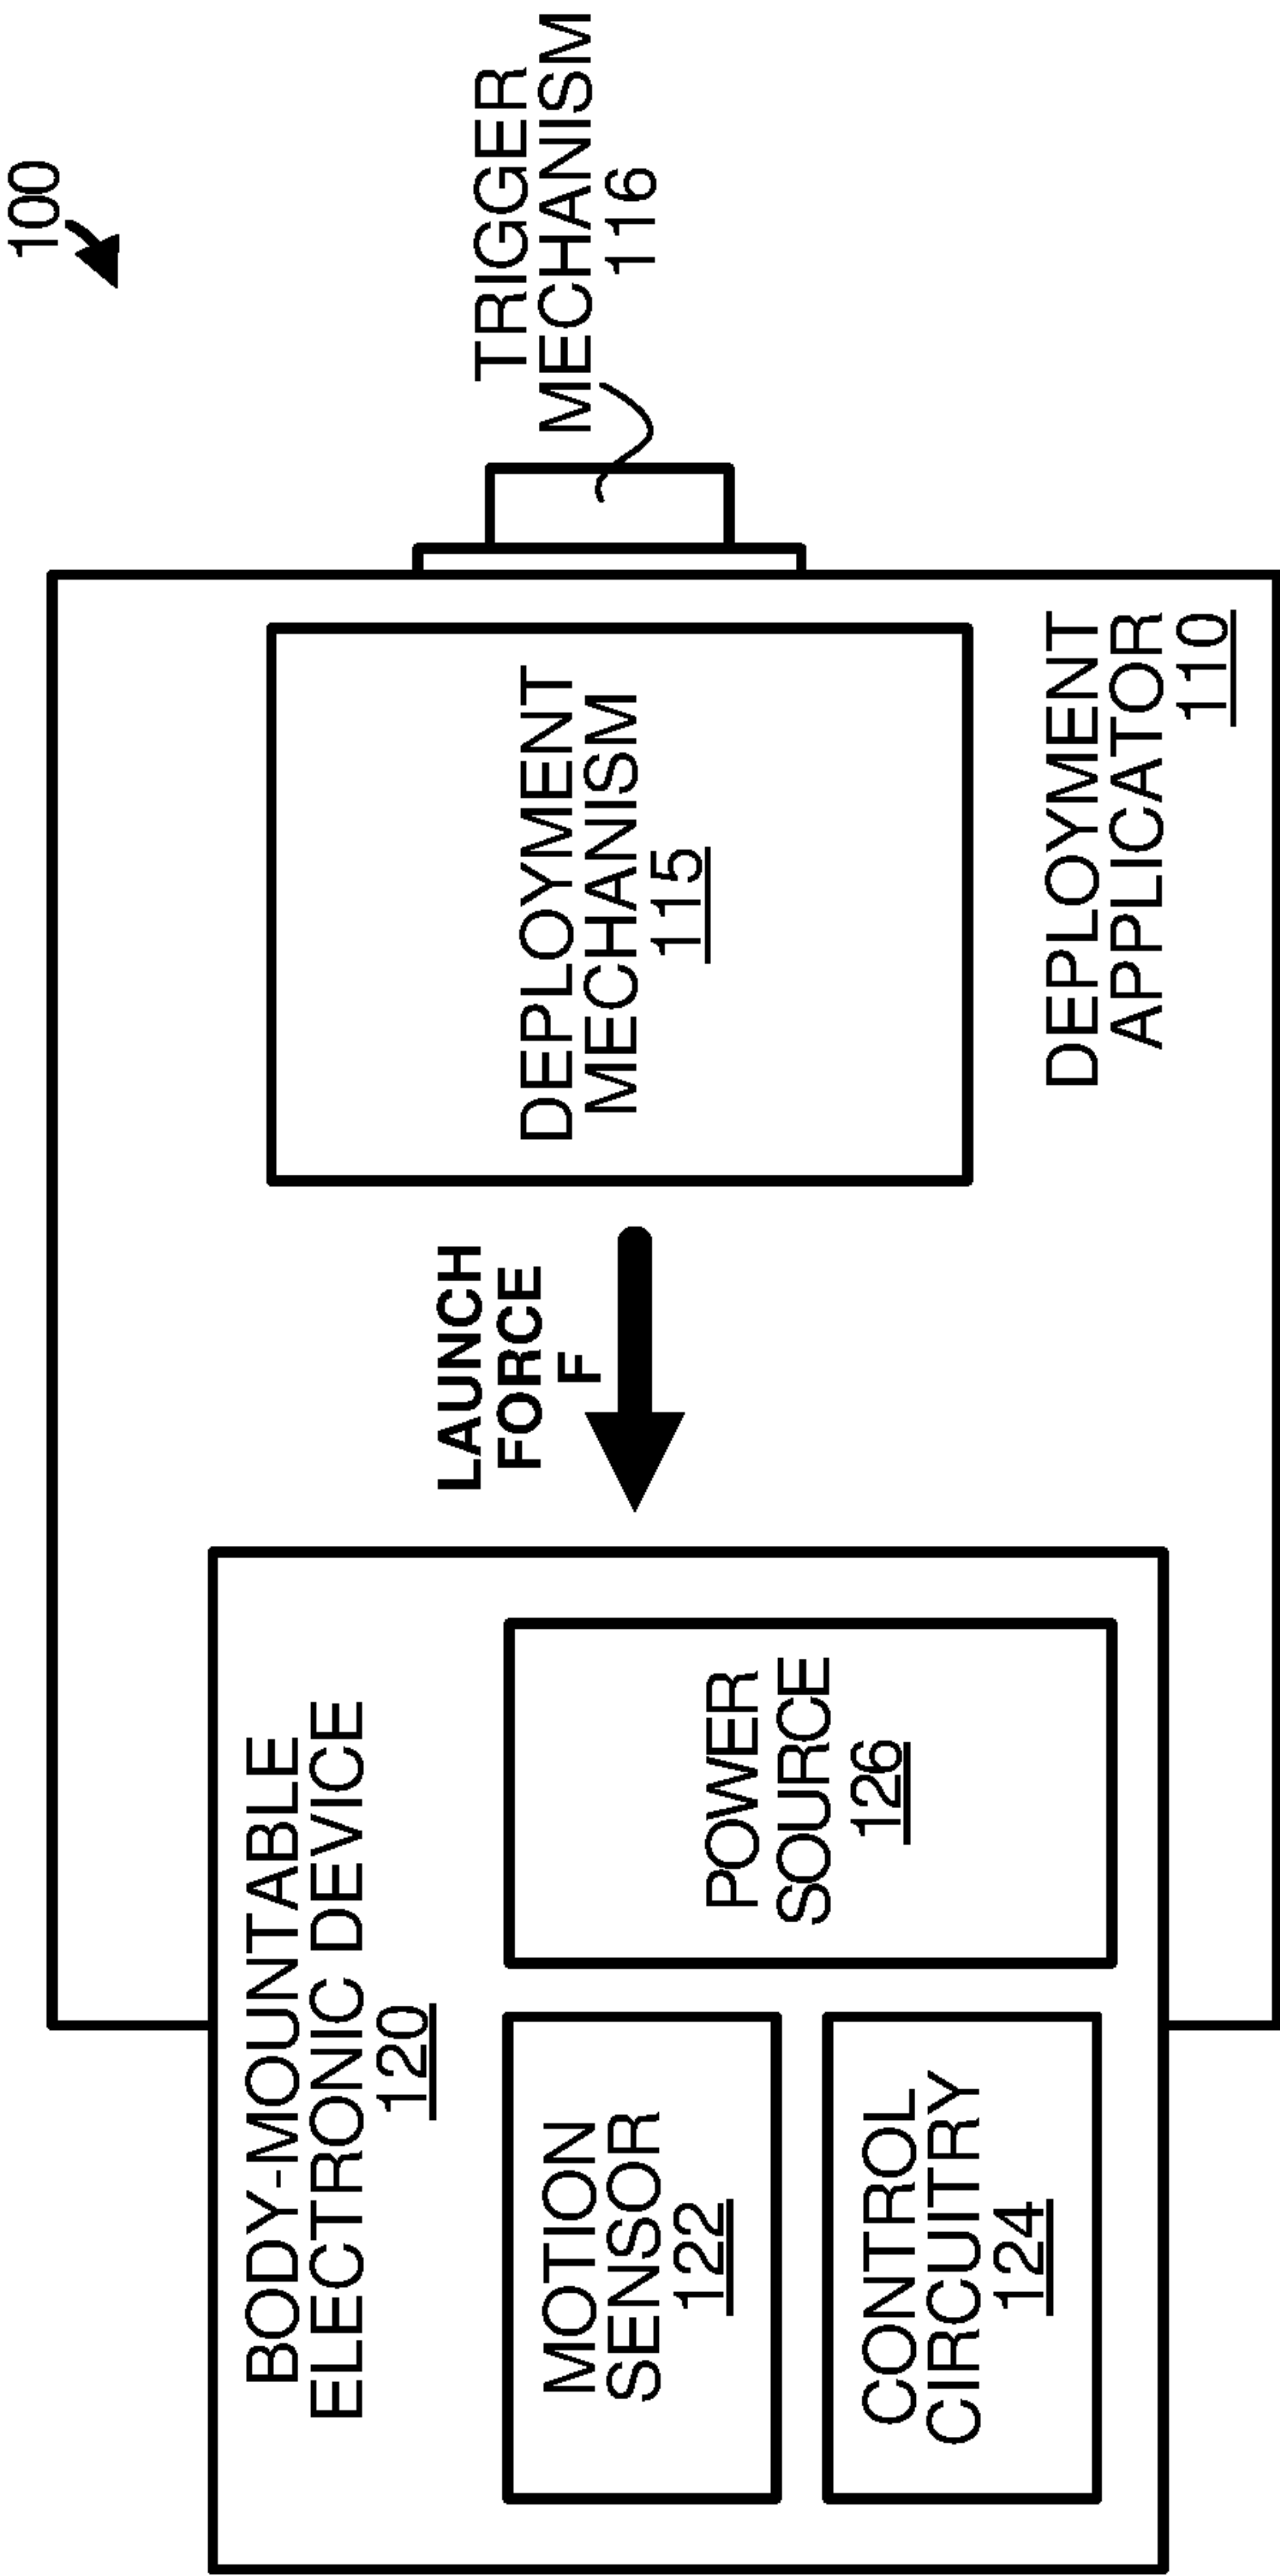 100
BODY-MOUNTABLE
ELECTRONIC DEVICE
120
MOTION
SENSOR
122
CONTROL
CIRCUITRY
124
POWER
SOURCE
126
LAUNCH
FORCE
F
DEPLOYMENT
MECHANISM
115
DEPLOYMENT
APPLICATOR
110
TRIGGER
MECHANISM
116